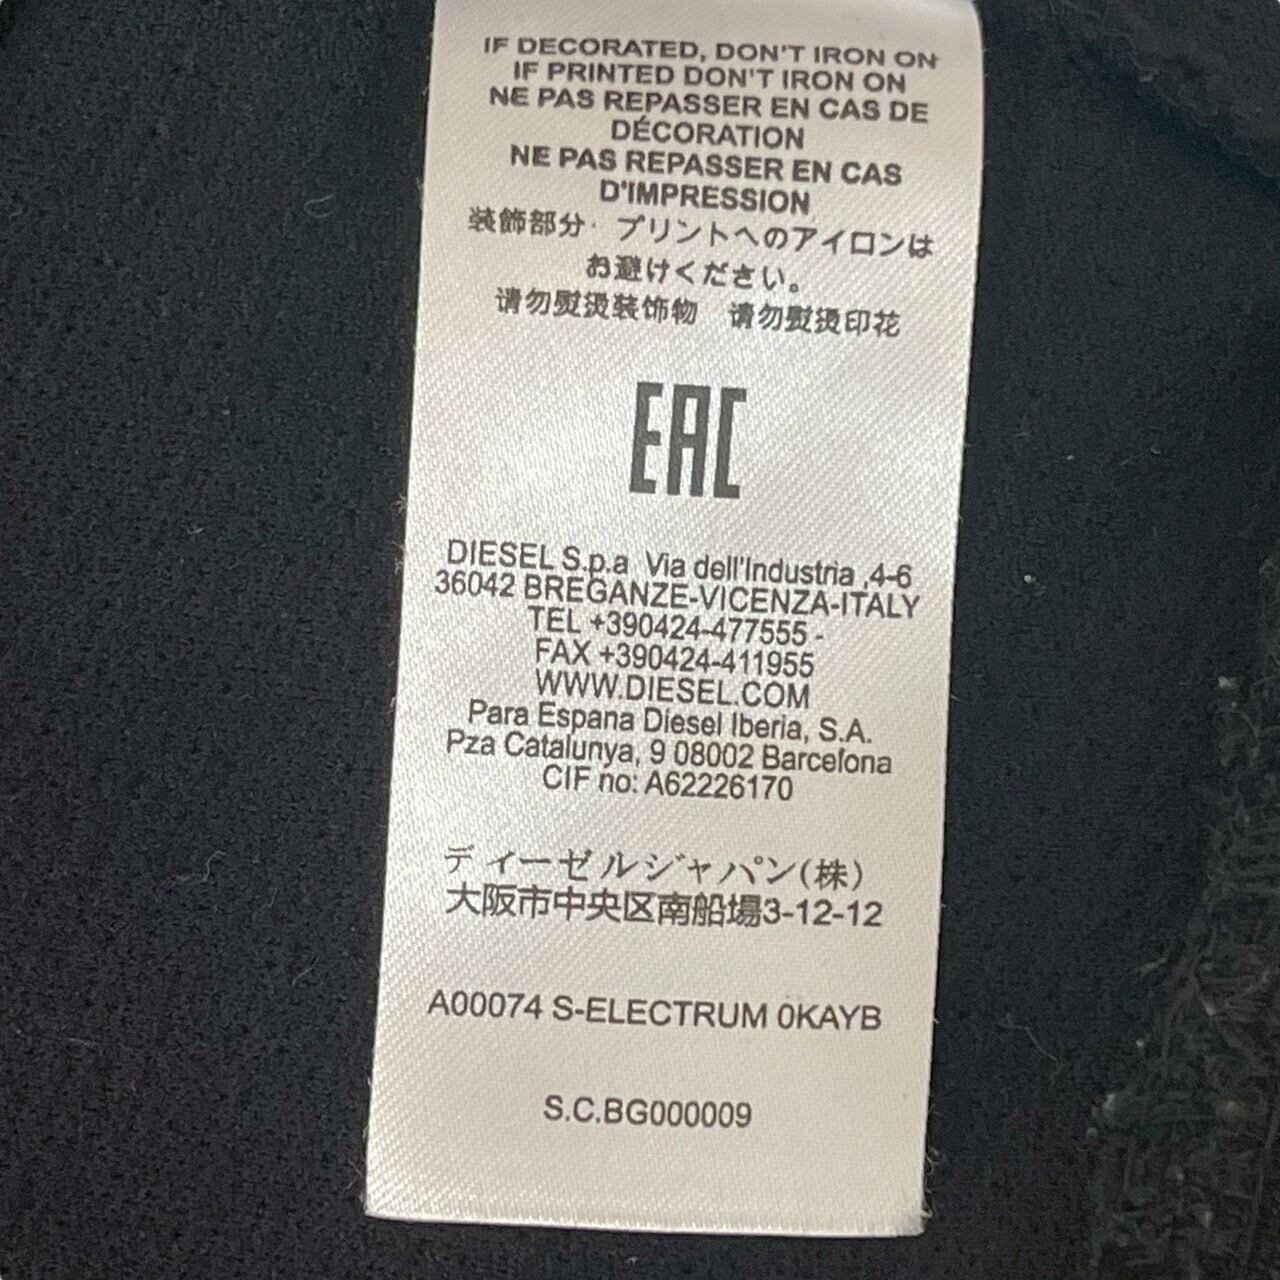 IF DECORATED, DON'T IRON ON
IF PRINTED DON'T IRON ON
NE PAS REPASSER EN CAS DE
DÉCORATION
NE PAS REPASSER EN CAS
D'IMPRESSION
装飾部分· プリントへのアイロンは
お避けください。
请勿熨烫装饰物 请勿熨烫印花
EAC
DIESEL S.p.a Via dell'Industria ,4-6
36042 BREGANZE-VICENZA-ITALY
TEL +390424-477555 -
FAX +390424-411955
WWW.DIESEL.COM
Para Espana Diesel Iberia, S.A.
Pza Catalunya, 9 08002 Barcelona
CIF no: A62226170
ディーゼルジャパン(株)
大阪市中央区南船場3-12-12
A00074 S-ELECTRUM 0KAYB
S.C.BG000009